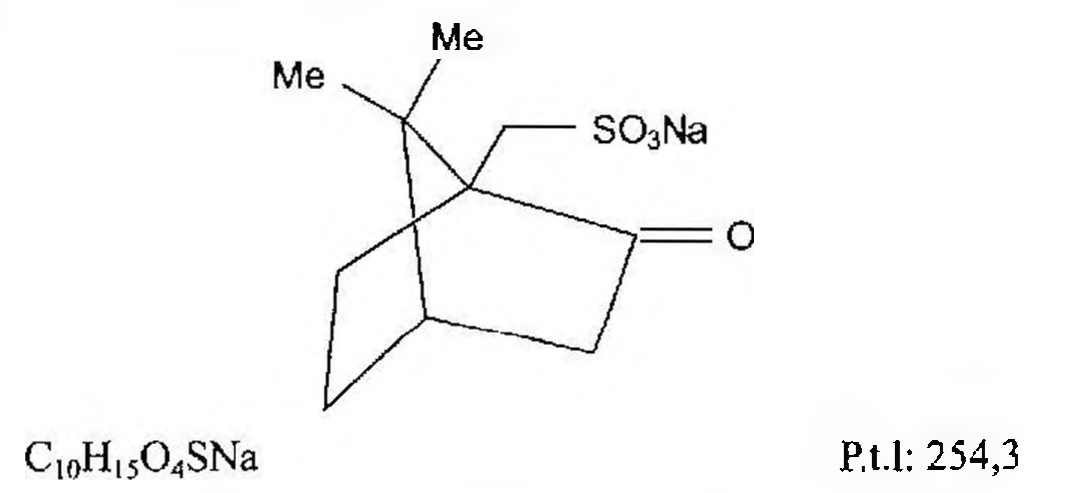 Me
Me
SO₃Na
O
C₁₀H₁₅O₄SNa P.t.l: 254,3